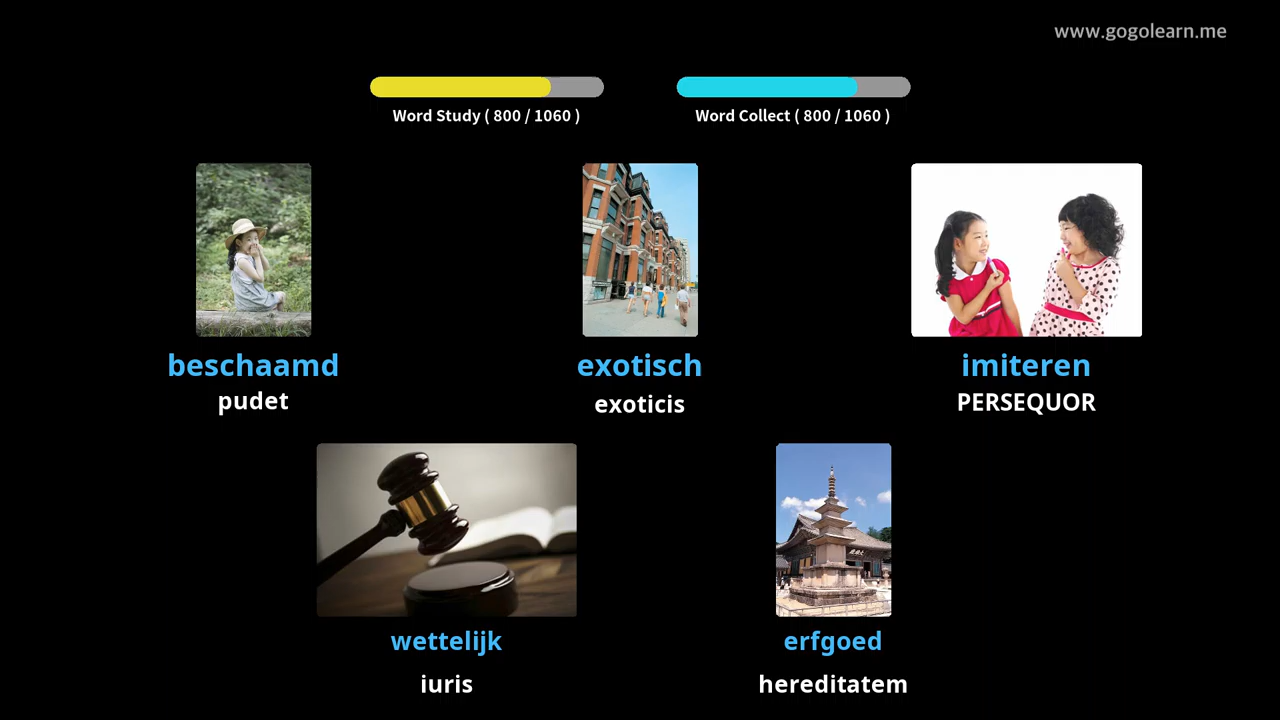 www.gogolearn.me
Word Study ( 800 / 1060 )
Word Collect ( 800 / 1060 )
beschaamd
pudet
exotisch
exoticis
imiteren
PERSEQUOR
wettelijk
iuris
erfgoed
hereditatem